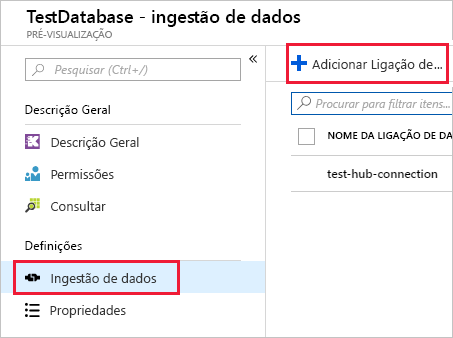 TestDatabase - ingestão de dados
PRÉ-VISUALIZAÇÃO
Pesquisar (Ctrl+/)
«
Descrição Geral
Descrição Geral
Permissões
Consultar
Definições
Ingestão de dados
Propriedades
Adicionar Ligação de...
Procurar para filtrar itens...
NOME DA LIGAÇÃO DE DA
test-hub-connection